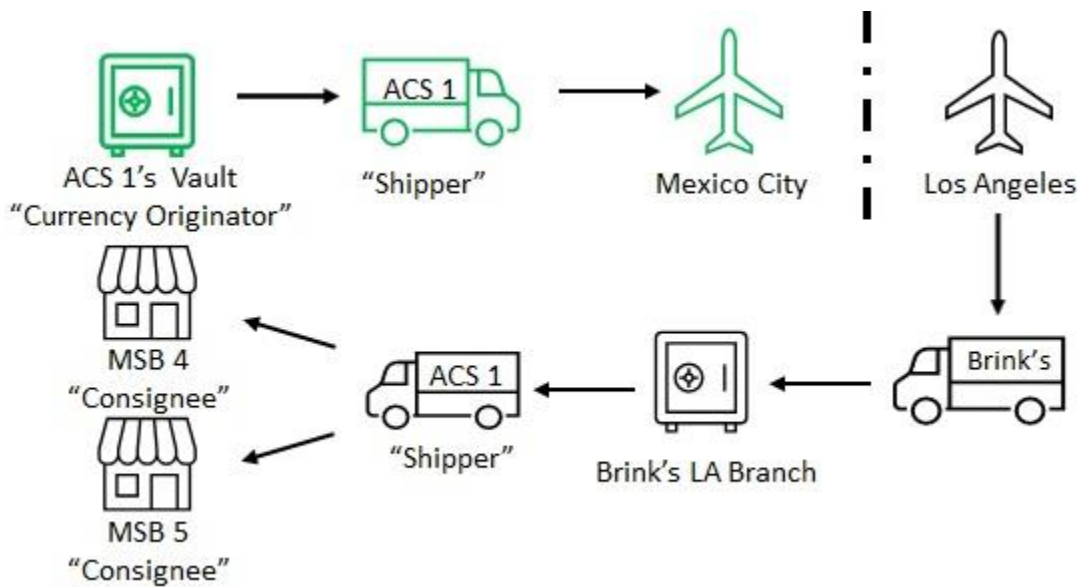 ACS 1
ACS 1's Vault
"Currency Originator"
"Shipper"
Mexico City
Los Angeles
Brink's
Brink's LA Branch
ACS 1
"Shipper"
MSB 4
"Consignee"
MSB 5
"Consignee"